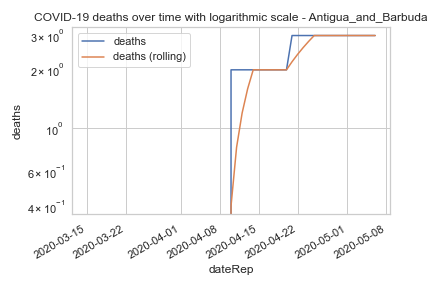 COVID-19 deaths over time with logarithmic scale - Antigua_and_Barbuda
deaths
deaths (rolling)
3 × 10⁰
2 × 10⁰
10⁰
6 × 10⁻¹
4 × 10⁻¹
deaths
2020-03-15
2020-03-22
2020-04-01
2020-04-08
2020-04-15
2020-04-22
2020-05-01
2020-05-08
dateRep